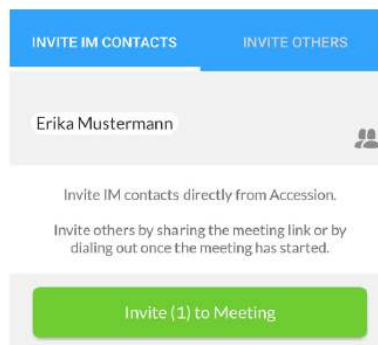 INVITE IM CONTACTS INVITE OTHERS
Erika Mustermann
Invite IM contacts directly from Accession.
Invite others by sharing the meeting link or by
dialing out once the meeting has started.
Invite (1) to Meeting